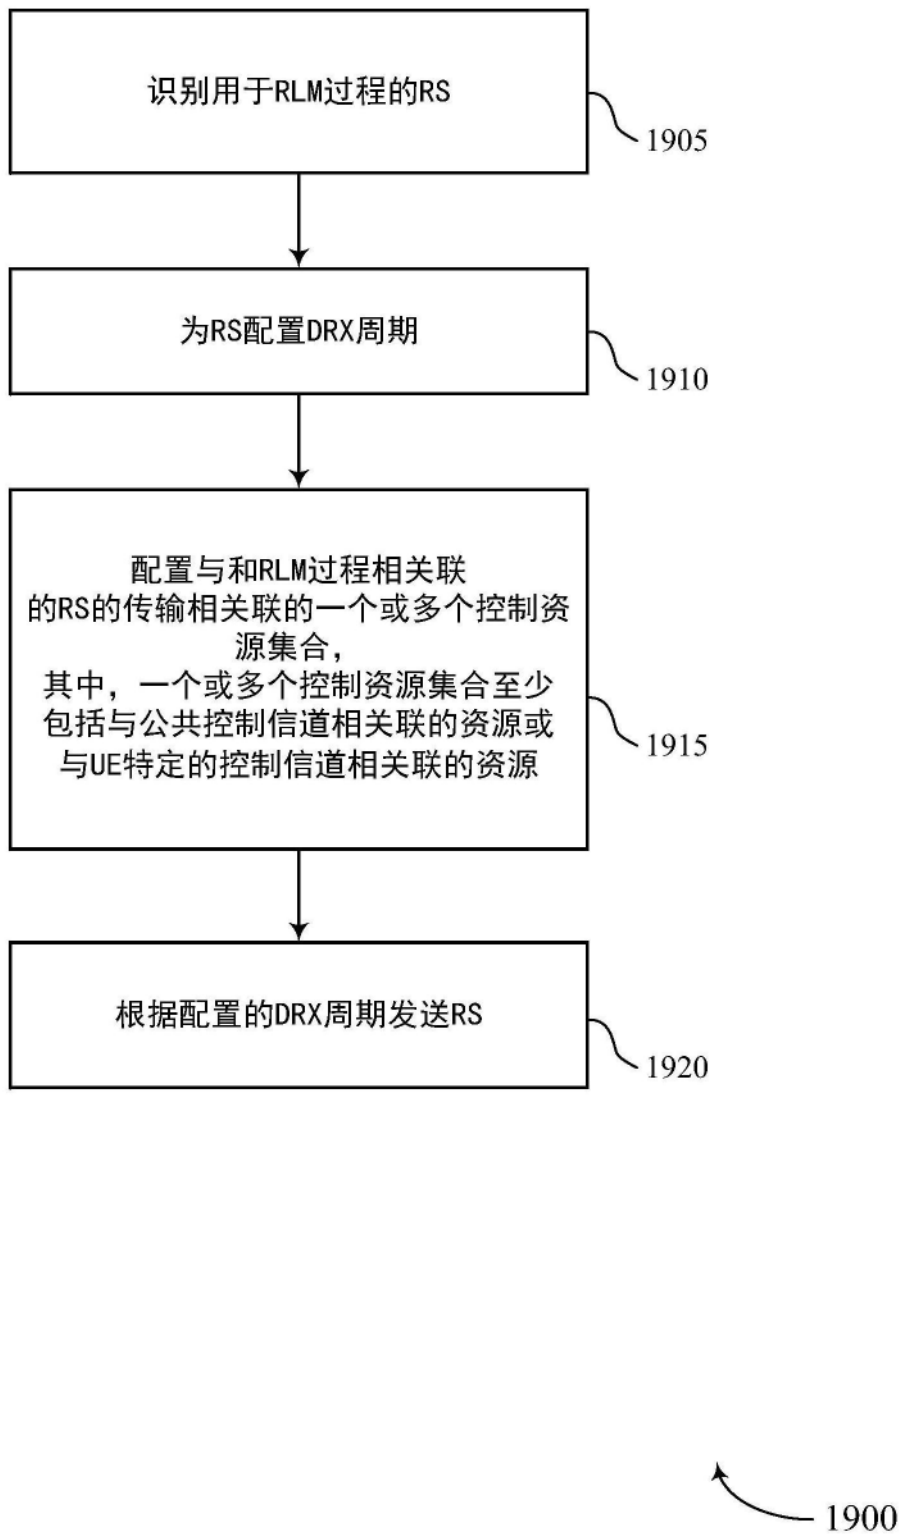 识别用于RLM过程的RS
1905
为RS配置DRX周期
1910
配置与和RLM过程相关联
的RS的传输相关联的一个或多个控制资
源集合，
其中，一个或多个控制资源集合至少
包括与公共控制信道相关联的资源或
与UE特定的控制信道相关联的资源
1915
根据配置的DRX周期发送RS
1920
1900